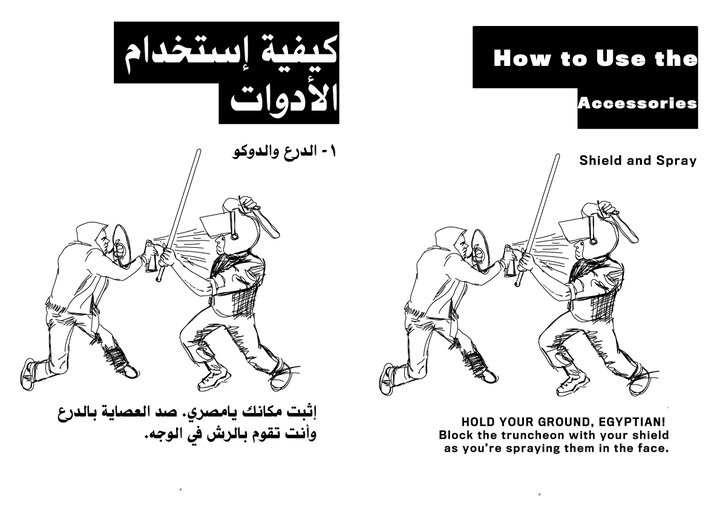 كيفية إستخدام
الأدوات
١- الدرع والدوكو
إثبت مكانك يامصري. صد العصاية بالدرع
وأنت تقوم بالرش في الوجه.
How to Use the
Accessories
Shield and Spray
HOLD YOUR GROUND, EGYPTIAN!
Block the truncheon with your shield
as you're spraying them in the face.